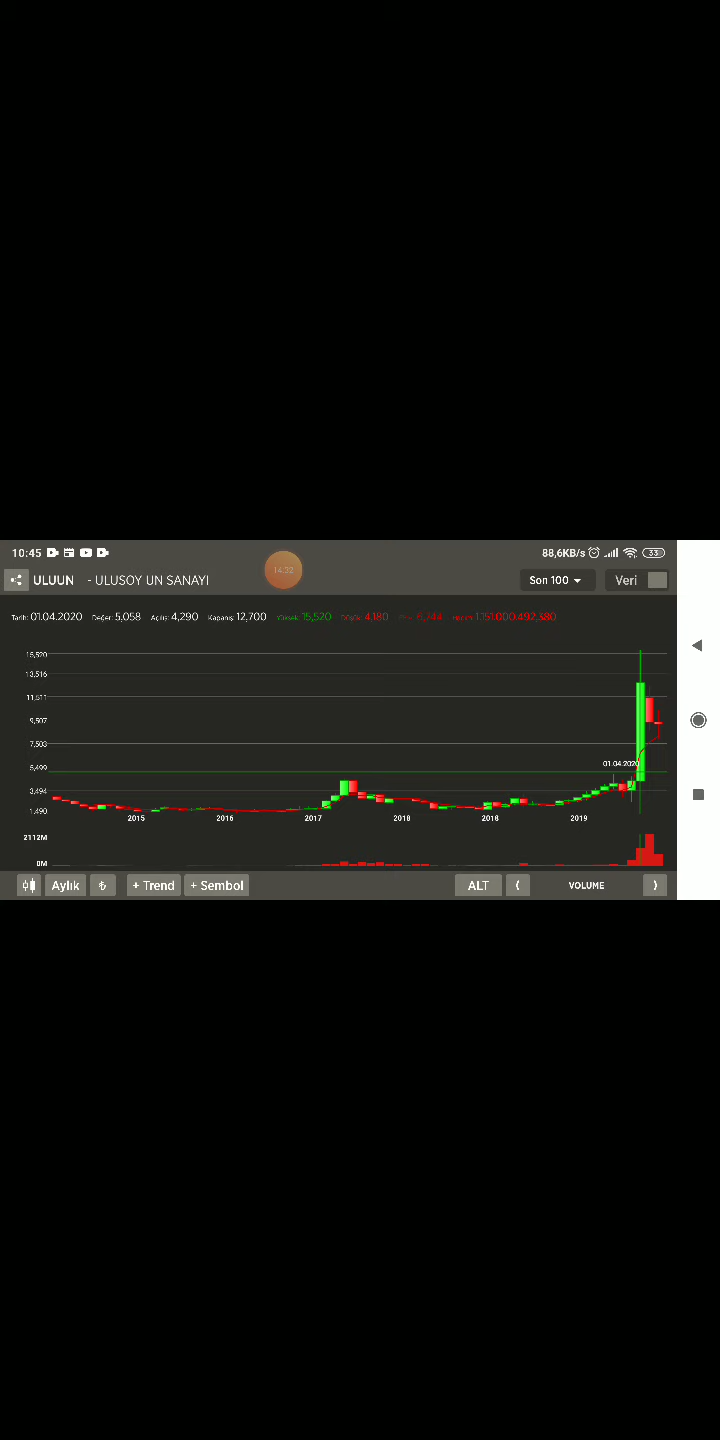 10:45
14:32
88,6KB/s
33
ULUUN - ULUSOY UN SANAYI
Son 100
Veri
Tarih: 01.04.2020 Değer: 5,058 Açılış: 4,290 Kapanış: 12,700 Yüksek: 15,520 Düşük: 4,180
15,520
13,516
11,511
9,507
7,503
5,499
3,494
1,490
01.04.2020
2015 2016 2017 2018 2018 2019
2112M
0M
Aylık ₺ + Trend + Sembol ALT ⟨ VOLUME ⟩